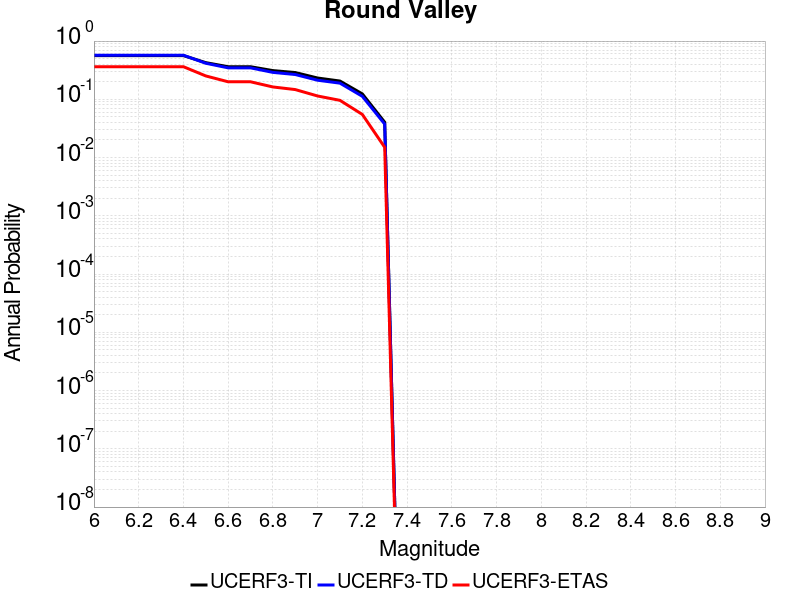 Round Valley
10^0
10^-1
10^-2
10^-3
10^-4
10^-5
10^-6
10^-7
10^-8
Annual Probability
6 6.2 6.4 6.6 6.8 7 7.2 7.4 7.6 7.8 8 8.2 8.4 8.6 8.8 9
Magnitude
UCERF3-TI UCERF3-TD UCERF3-ETAS